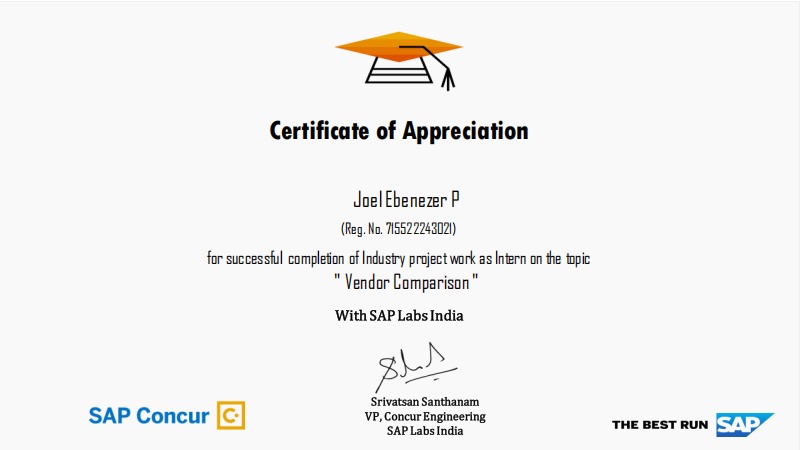 Certificate of Appreciation
Joel Ebenezer P
(Reg. No. 715522243021)
for successful completion of Industry project work as Intern on the topic
" Vendor Comparison "
With SAP Labs India
Srivatsan Santhanam
VP, Concur Engineering
SAP Labs India
SAP Concur C
THE BEST RUN SAP